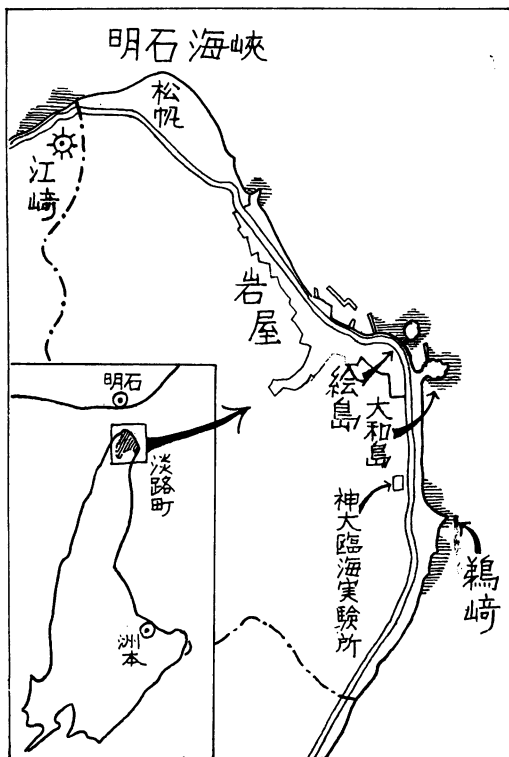 明石海峡
松帆
江崎
岩屋
絵島
大和島
神大臨海実験所
鵜崎
明石
淡路町
洲本